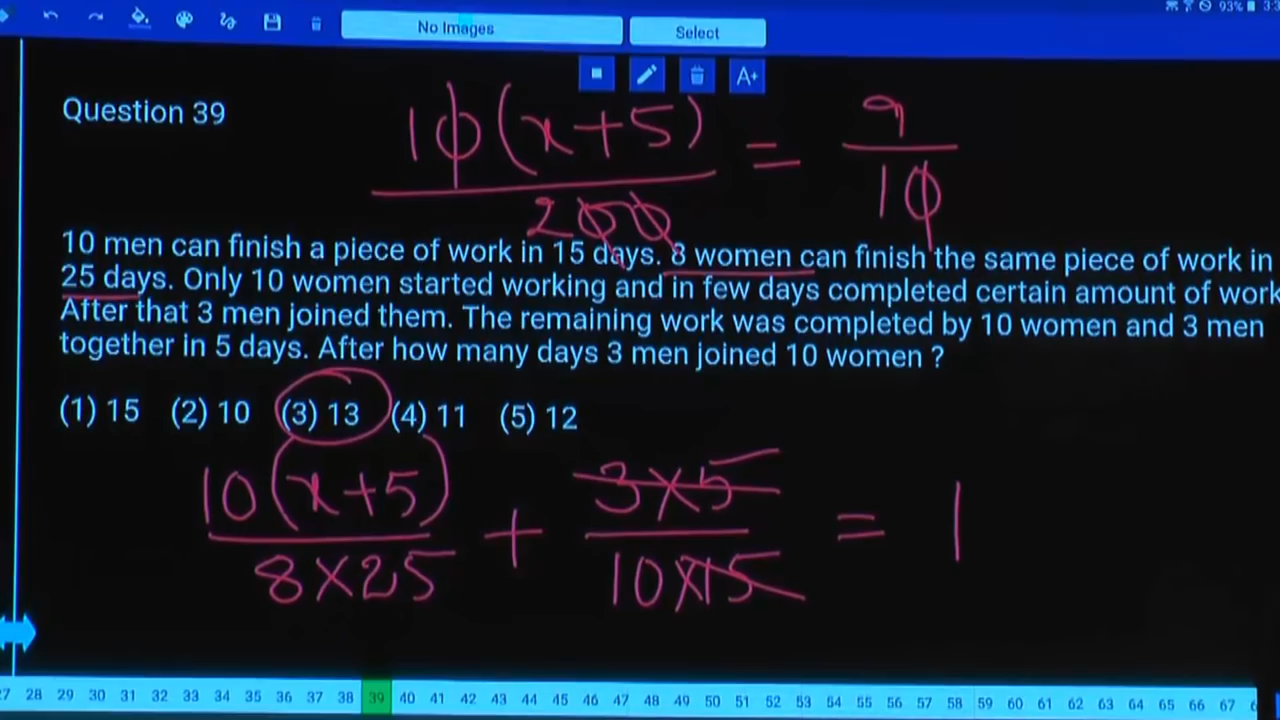 No Images Select
93% 3:3
A+
Question 39
10(x+5) / 200 = 9 / 10
10 men can finish a piece of work in 15 days. 8 women can finish the same piece of work in
25 days. Only 10 women started working and in few days completed certain amount of work
After that 3 men joined them. The remaining work was completed by 10 women and 3 men
together in 5 days. After how many days 3 men joined 10 women ?
(1) 15 (2) 10 (3) 13 (4) 11 (5) 12
10(x+5) / 8×25 + 3×5 / 10×15 = 1
27 28 29 30 31 32 33 34 35 36 37 38 39 40 41 42 43 44 45 46 47 48 49 50 51 52 53 54 55 56 57 58 59 60 61 62 63 64 65 66 67 6